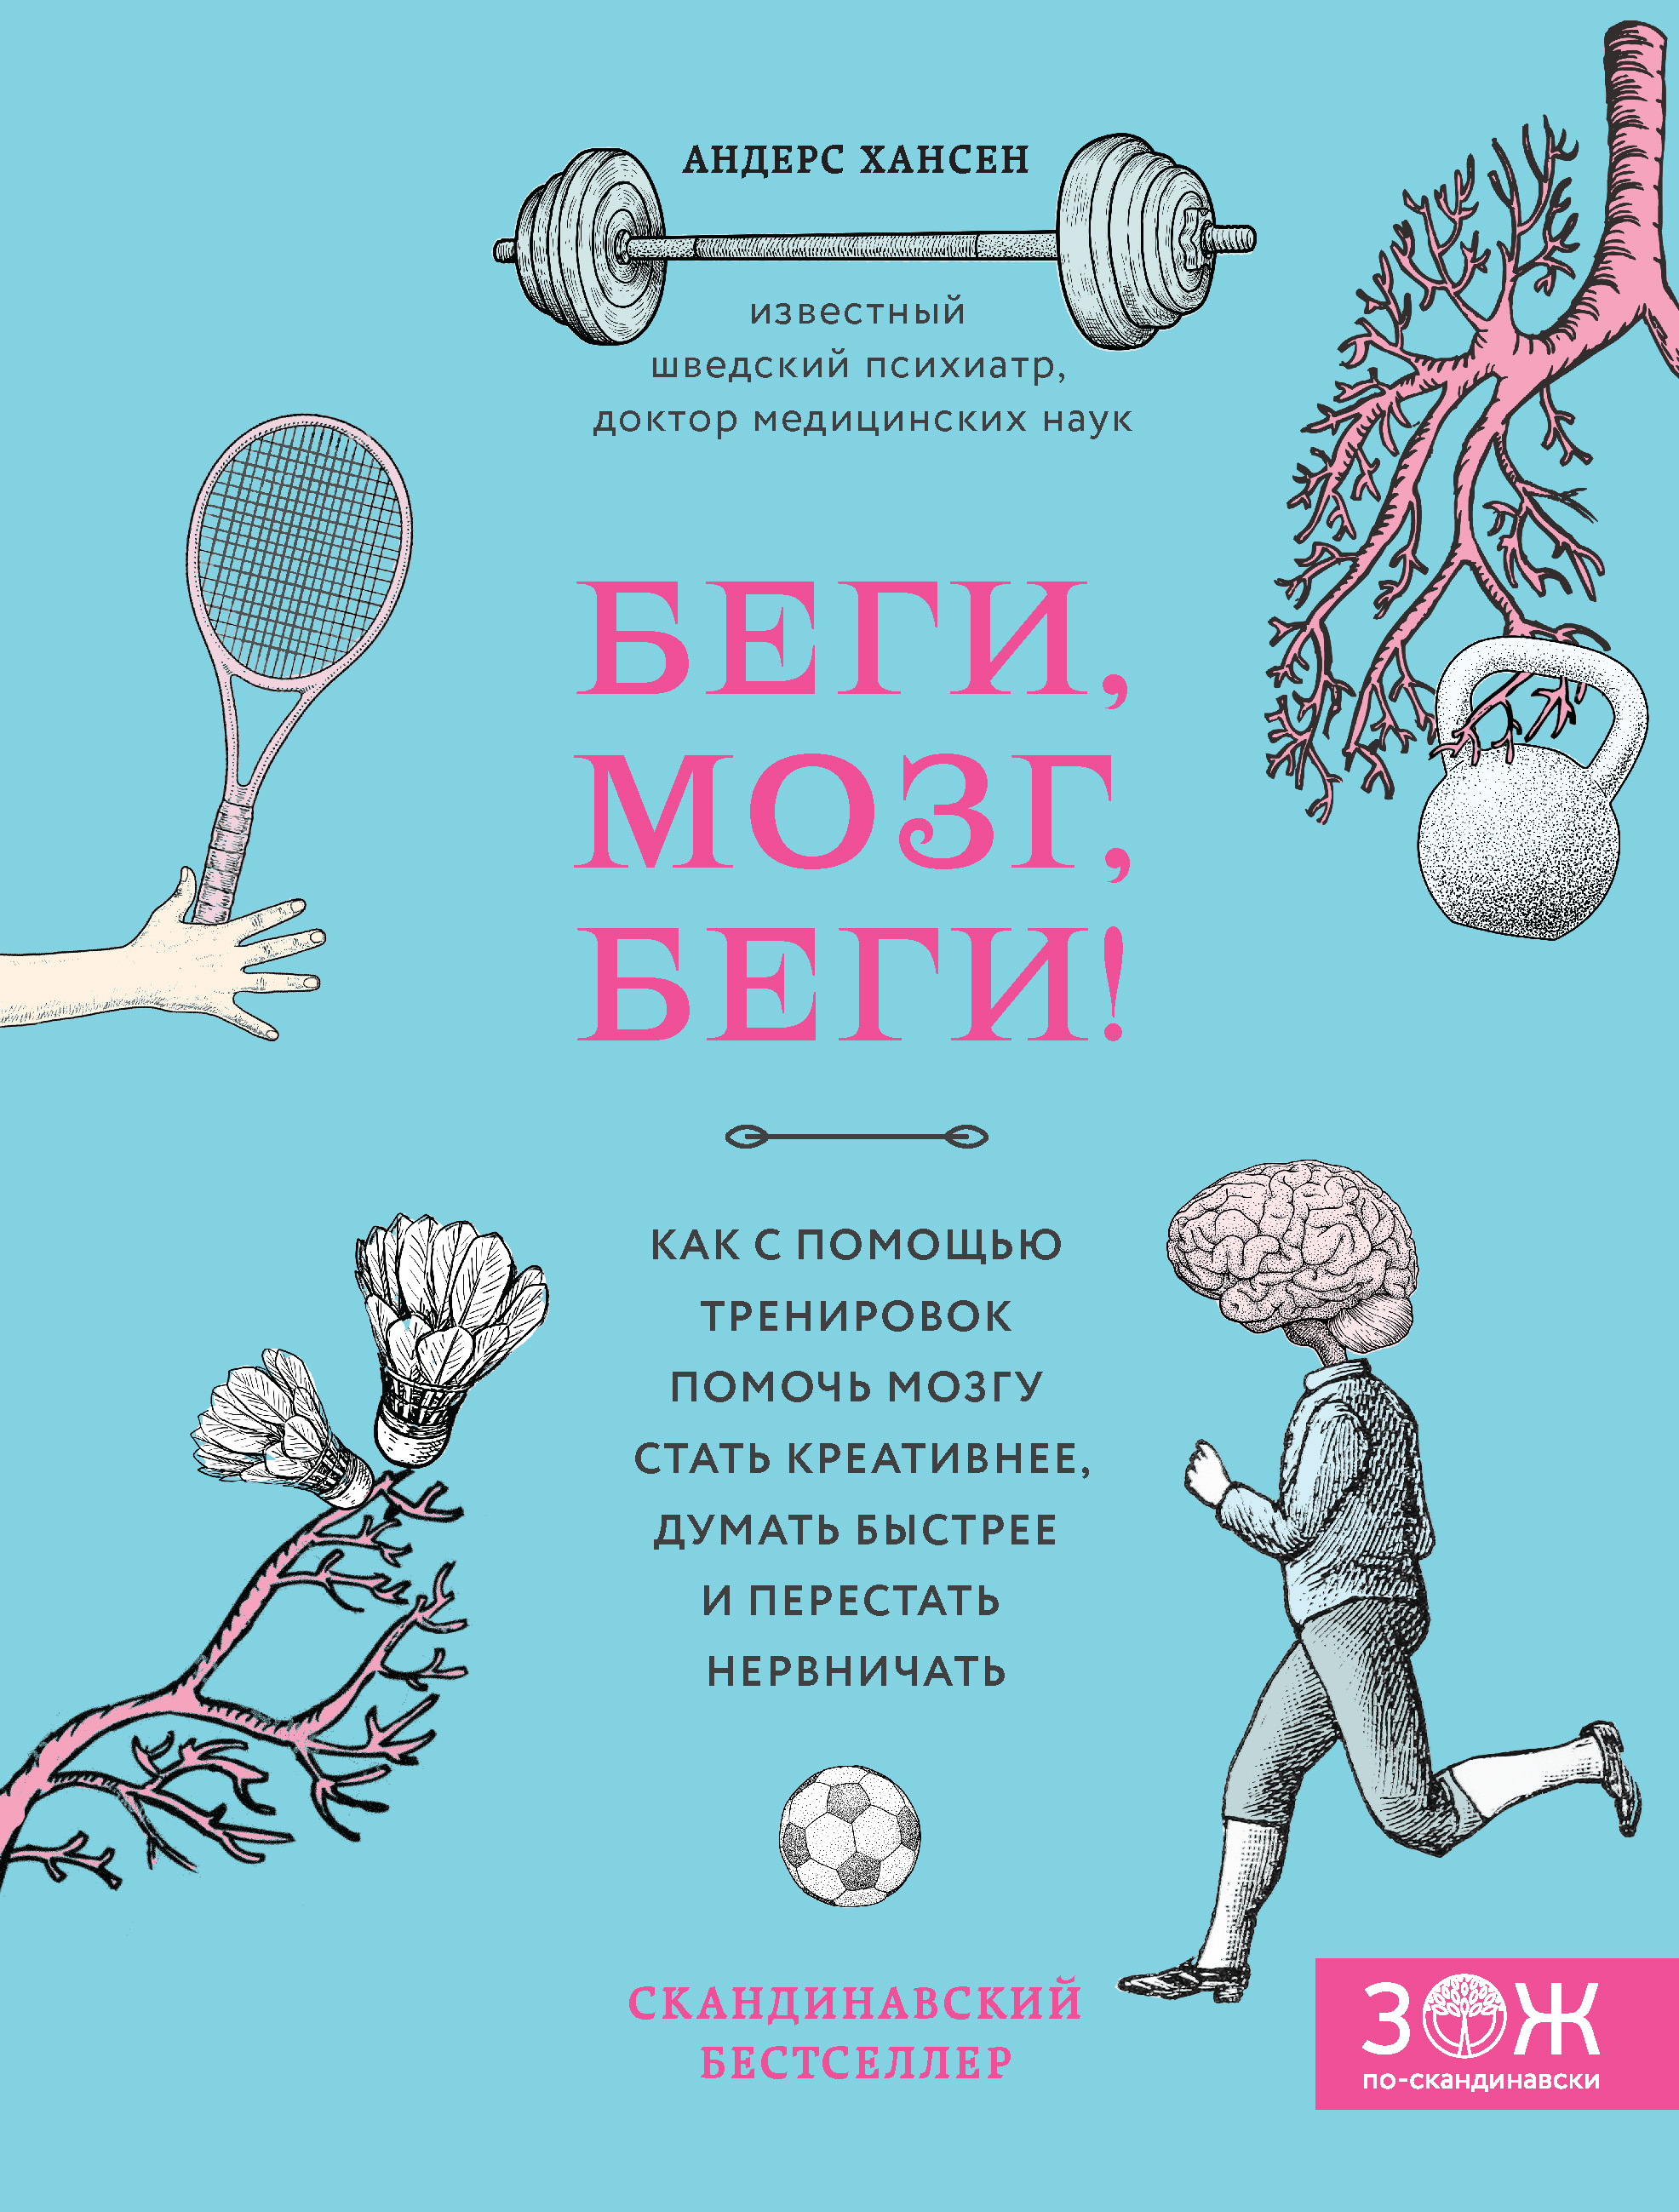 АНДЕРС ХАНСЕН
известный
шведский психиатр,
доктор медицинских наук
БЕГИ,
МОЗГ,
БЕГИ!
КАК С ПОМОЩЬЮ
ТРЕНИРОВОК
ПОМОЧЬ МОЗГУ
СТАТЬ КРЕАТИВНЕЕ,
ДУМАТЬ БЫСТРЕЕ
И ПЕРЕСТАТЬ
НЕРВНИЧАТЬ
СКАНДИНАВСКИЙ
БЕСТСЕЛЛЕР
ЗОЖ
по-скандинавски